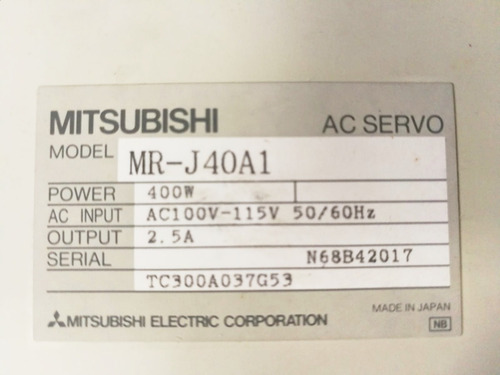 MITSUBISHI AC SERVO
MODEL MR-J40A1
POWER 400W
AC INPUT AC100V-115V 50/60Hz
OUTPUT 2.5A
SERIAL N68B42017
TC300A037G53
MADE IN JAPAN
MITSUBISHI ELECTRIC CORPORATION NB